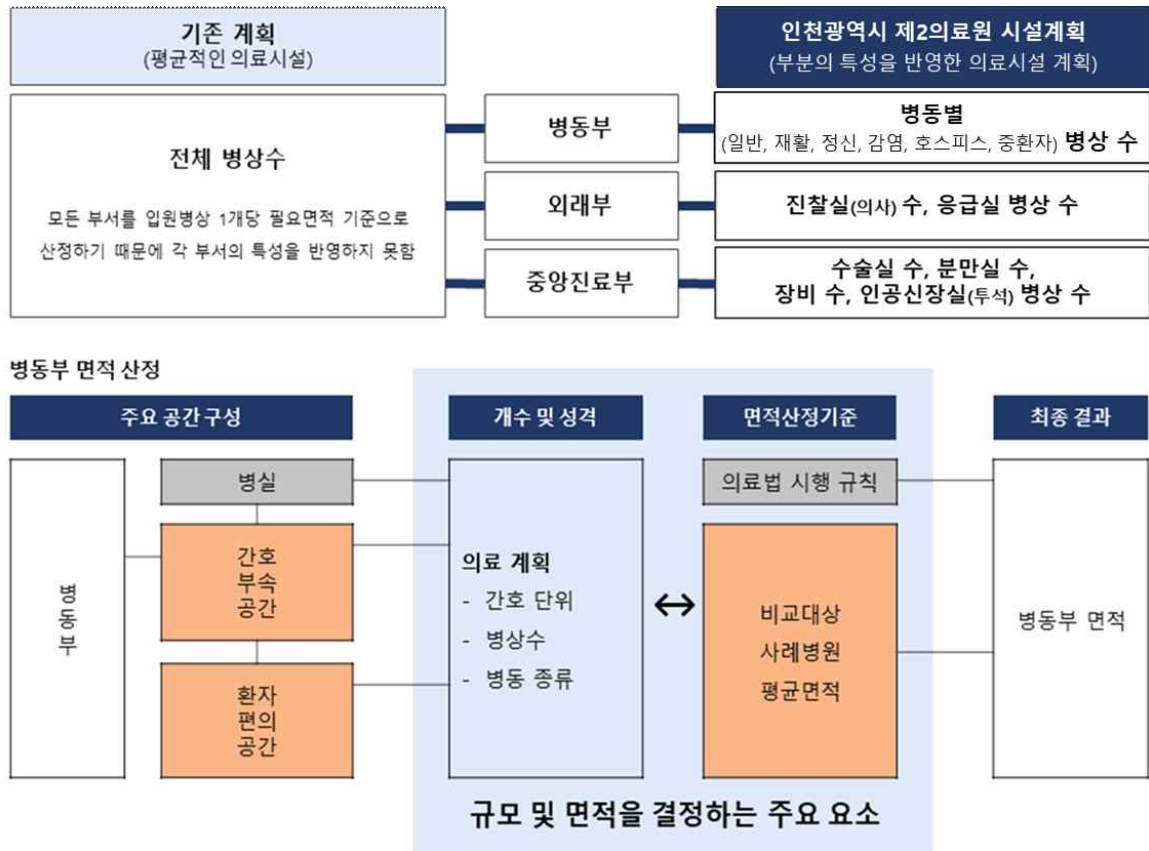 기존 계획
(평균적인 의료시설)
인천광역시 제2의료원 시설계획
(부분의 특성을 반영한 의료시설 계획)
전체 병상수
모든 부서를 입원병상 1개당 필요면적 기준으로
산정하기 때문에 각 부서의 특성을 반영하지 못함
병동부
병동별
(일반, 재활, 정신, 감염, 호스피스, 중환자) 병상 수
외래부
진찰실(의사) 수, 응급실 병상 수
중앙진료부
수술실 수, 분만실 수,
장비 수, 인공신장실(투석) 병상 수
병동부 면적 산정
주요 공간 구성
개수 및 성격
면적산정기준
최종 결과
병
동
부
병실
간호
부속
공간
환자
편의
공간
의료 계획
- 간호 단위
- 병상수
- 병동 종류
↔
의료법 시행 규칙
비교대상
사례병원
평균면적
병동부 면적
규모 및 면적을 결정하는 주요 요소